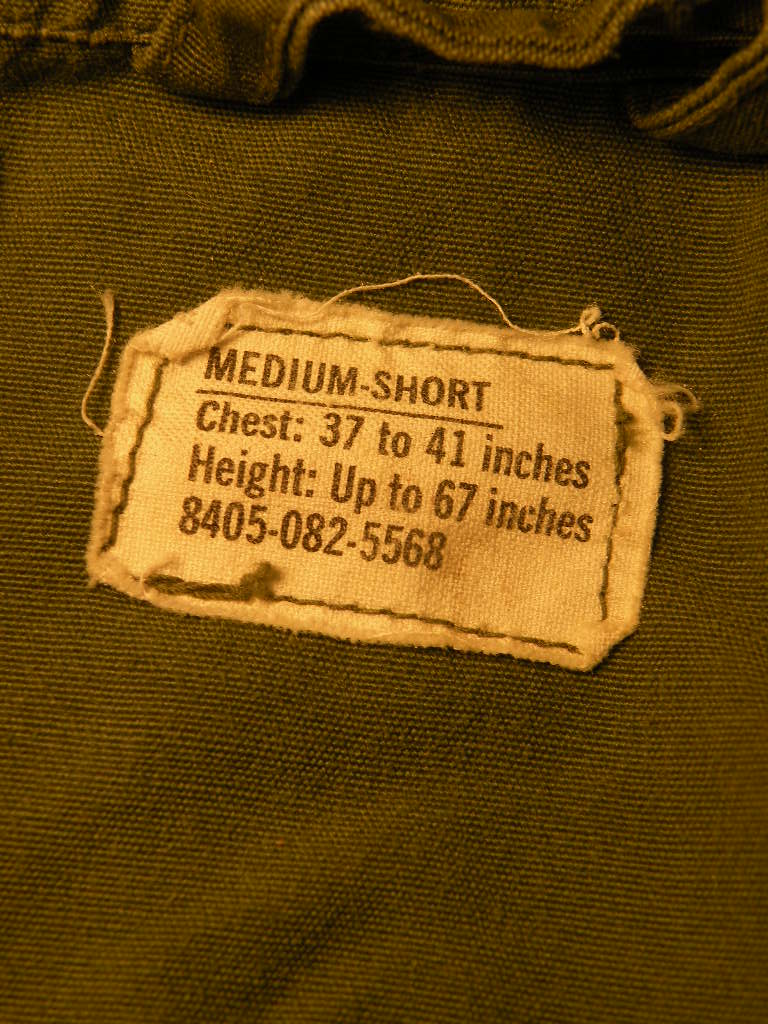 MEDIUM-SHORT
Chest: 37 to 41 inches
Height: Up to 67 inches
8405-082-5568